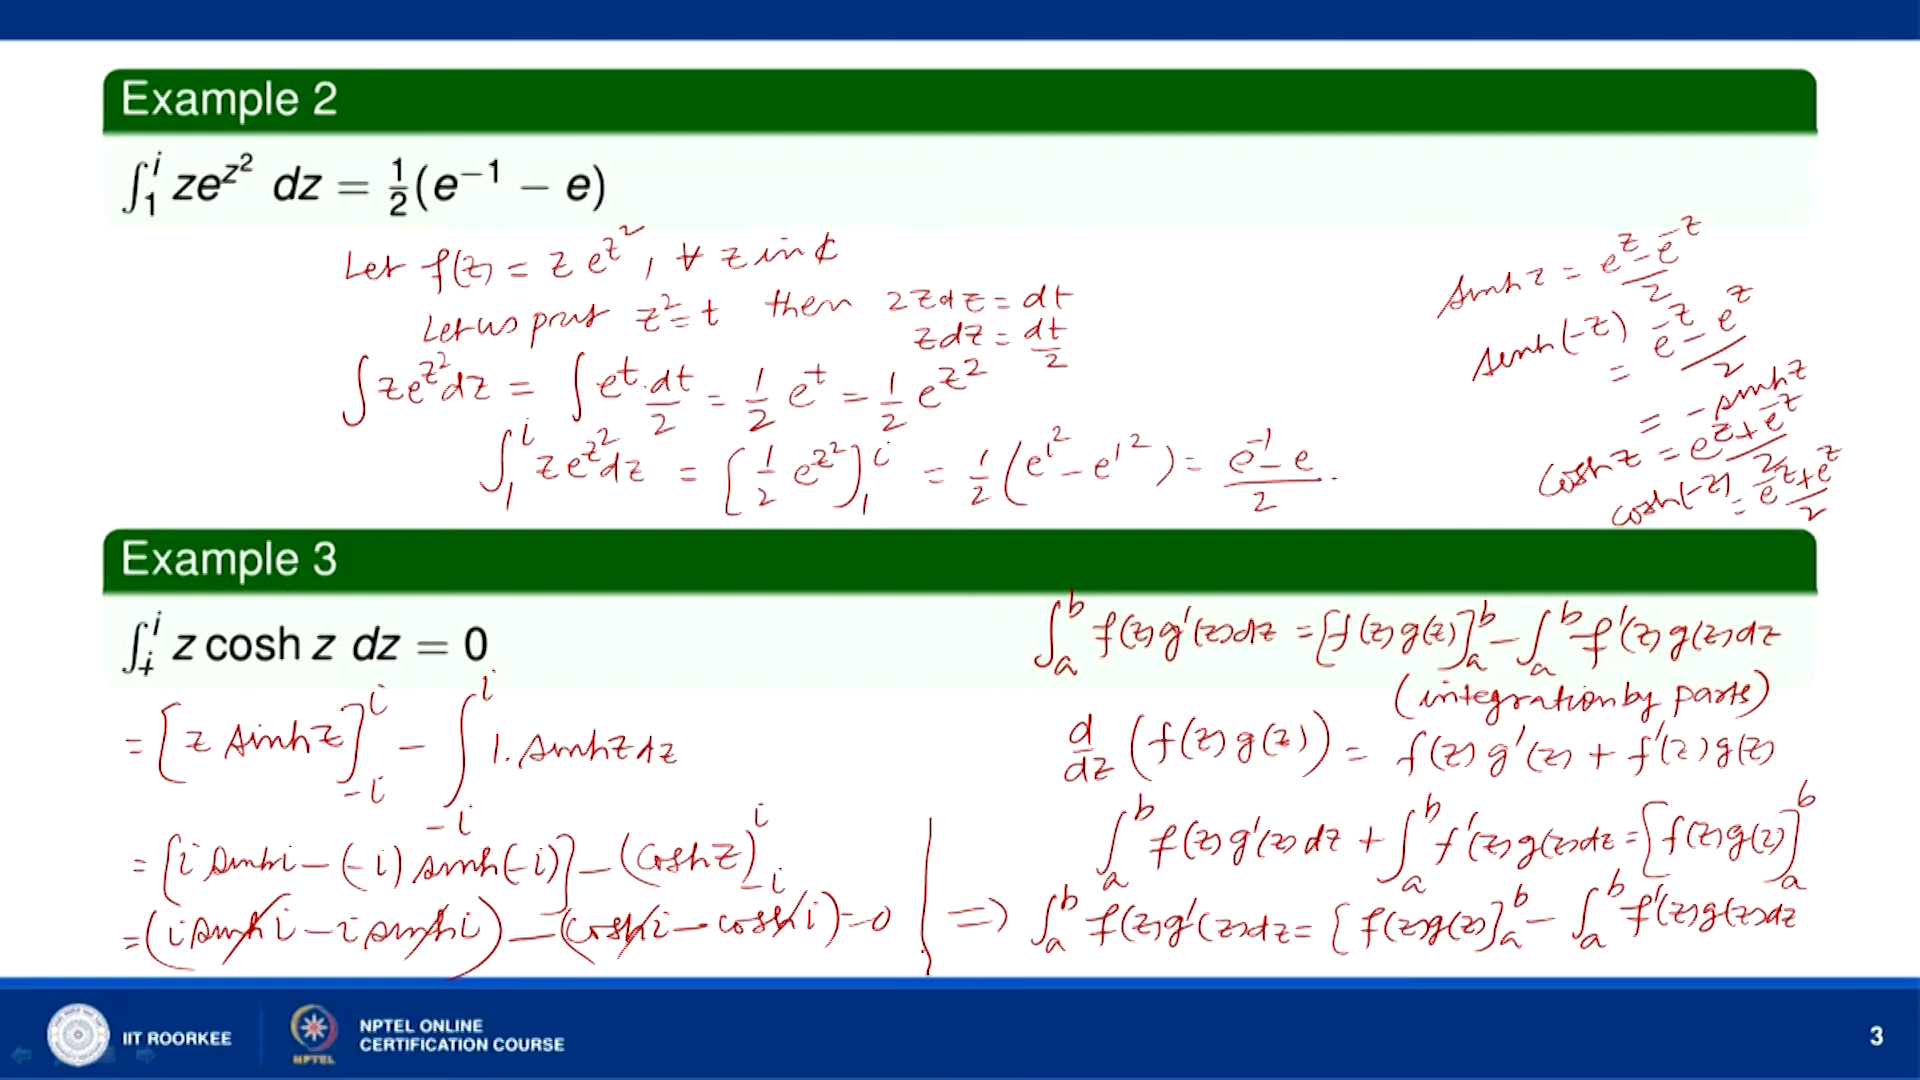 Example 2
∫₁ⁱ ze^{z²} dz = ½(e⁻¹ − e)
Let f(z) = z e^{z²}, ∀ z in ₵
Let us put z² = t then 2zdz = dt
zdz = dt/2
∫ze^{z²}dz = ∫e^t · dt/2 = 1/2 e^t = 1/2 e^{z²}
∫₁ⁱ ze^{z²}dz = [1/2 e^{z²}]₁ⁱ = 1/2 (e^{i²} − e^{1²}) = (e⁻¹ − e)/2 .
sinh z = (e^z − e^{−z})/2
sinh(−z) = (e^{−z} − e^z)/2
= − sinh z
cosh z = (e^z + e^{−z})/2
cosh(−z) = (e^{−z} + e^z)/2
Example 3
z cosh z dz = 0
= [z sinh z]₋ᵢⁱ − ∫₋ᵢⁱ 1. sinh z dz
= [i sinh i − (−i) sinh(−i)] − (cosh z)₋ᵢⁱ
= (i sinh i − i sinh i) − (cosh i − cosh i) = 0
∫ₐᵇ f(z)g′(z)dz = [f(z)g(z)]ₐᵇ − ∫ₐᵇ f′(z)g(z)dz
(integration by parts)
d/dz (f(z)g(z)) = f(z)g′(z) + f′(z)g(z)
∫ₐᵇ f(z)g′(z)dz + ∫ₐᵇ f′(z)g(z)dz = [f(z)g(z)]ₐᵇ
=> ∫ₐᵇ f(z)g′(z)dz = [f(z)g(z)]ₐᵇ − ∫ₐᵇ f′(z)g(z)dz
IIT ROORKEE
NPTEL
NPTEL ONLINE
CERTIFICATION COURSE
3